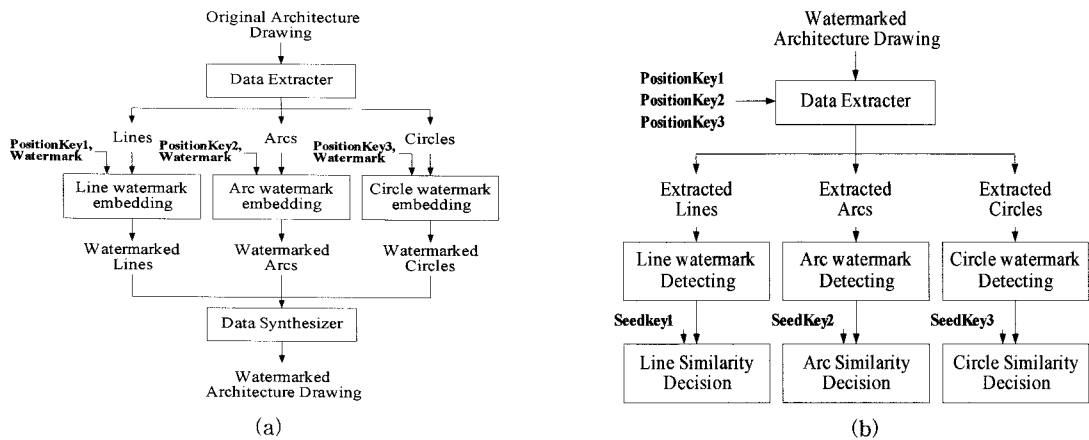 Original Architecture
Drawing
Data Extracter
Lines
Arcs
Circles
PositionKey1,
Watermark
PositionKey2,
Watermark
PositionKey3,
Watermark
Line watermark
embedding
Arc watermark
embedding
Circle watermark
embedding
Watermarked
Lines
Watermarked
Arcs
Watermarked
Circles
Data Synthesizer
Watermarked
Architecture Drawing
(a)
Watermarked
Architecture Drawing
PositionKey1
PositionKey2
PositionKey3
Data Extracter
Extracted
Lines
Extracted
Arcs
Extracted
Circles
Line watermark
Detecting
Arc watermark
Detecting
Circle watermark
Detecting
Seedkey1
SeedKey2
SeedKey3
Line Similarity
Decision
Arc Similarity
Decision
Circle Similarity
Decision
(b)